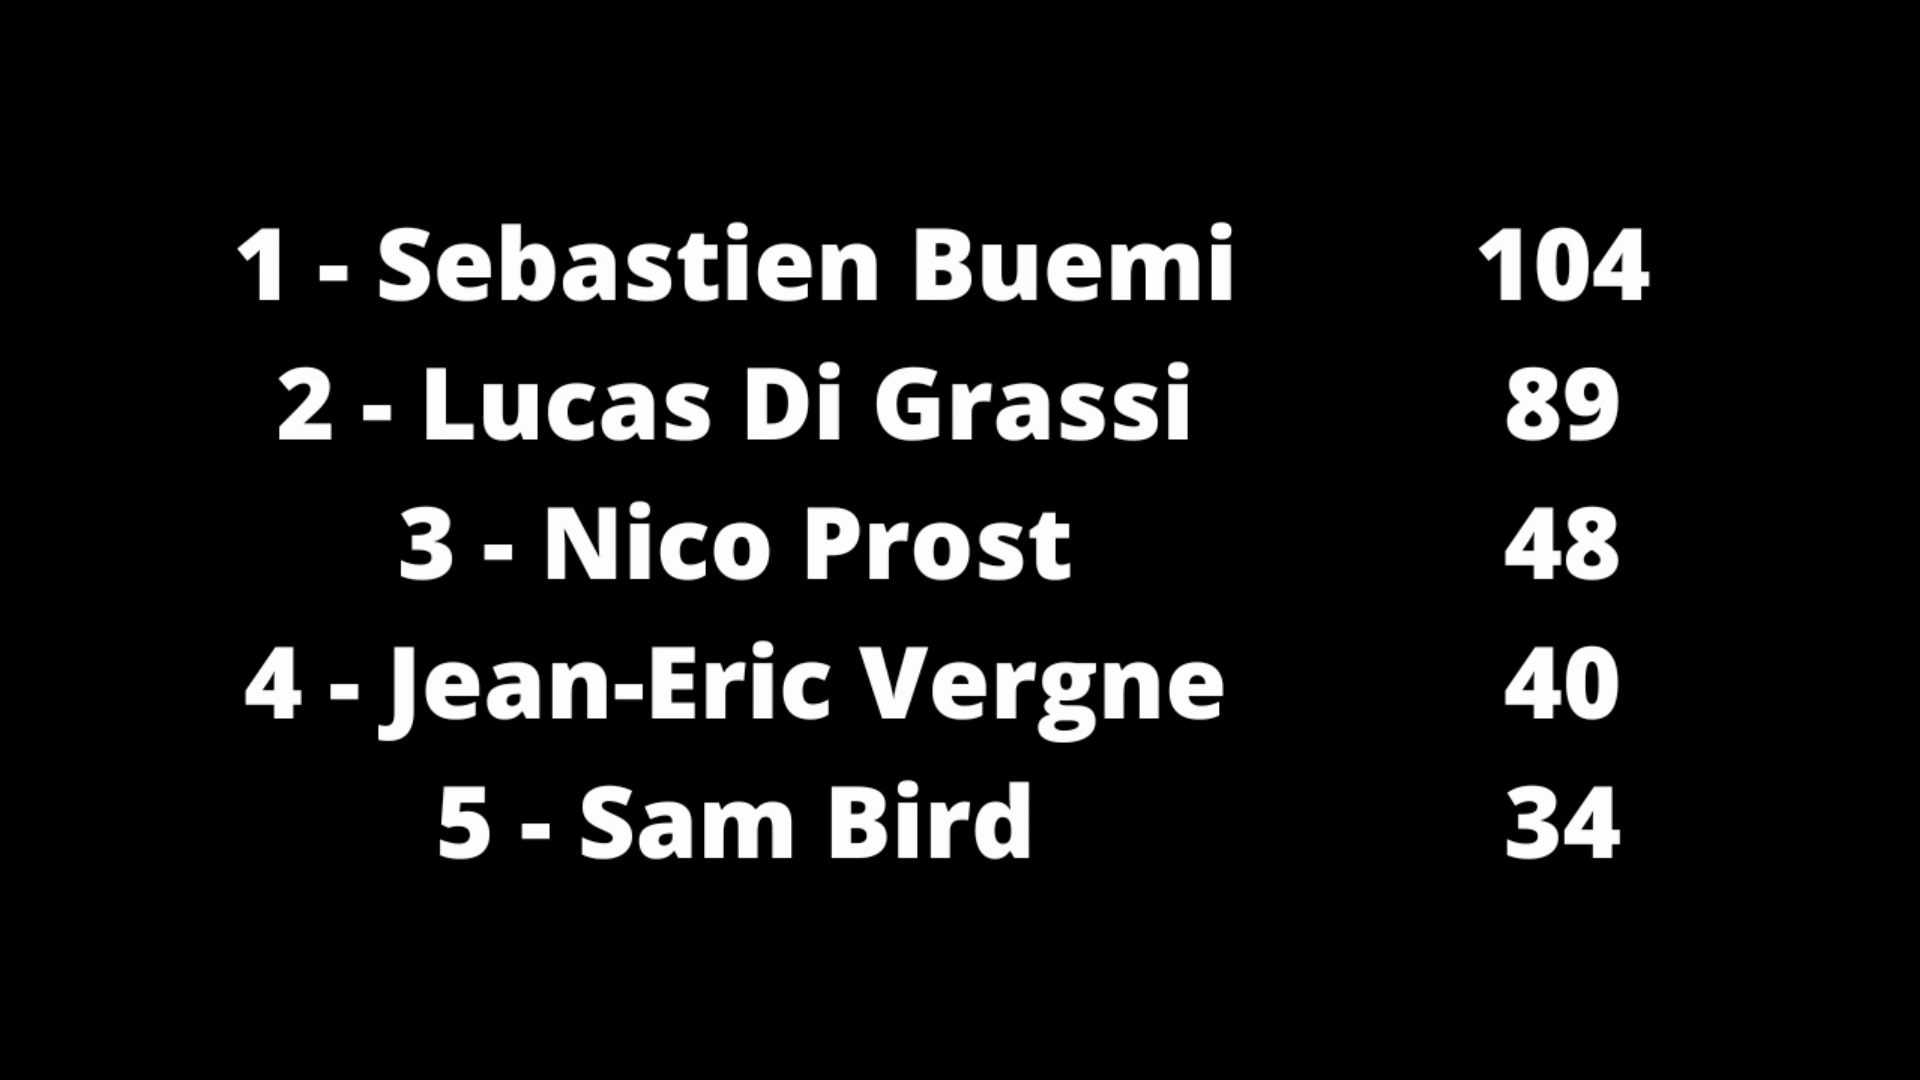 1 - Sebastien Buemi 104
2 - Lucas Di Grassi 89
3 - Nico Prost 48
4 - Jean-Eric Vergne 40
5 - Sam Bird 34